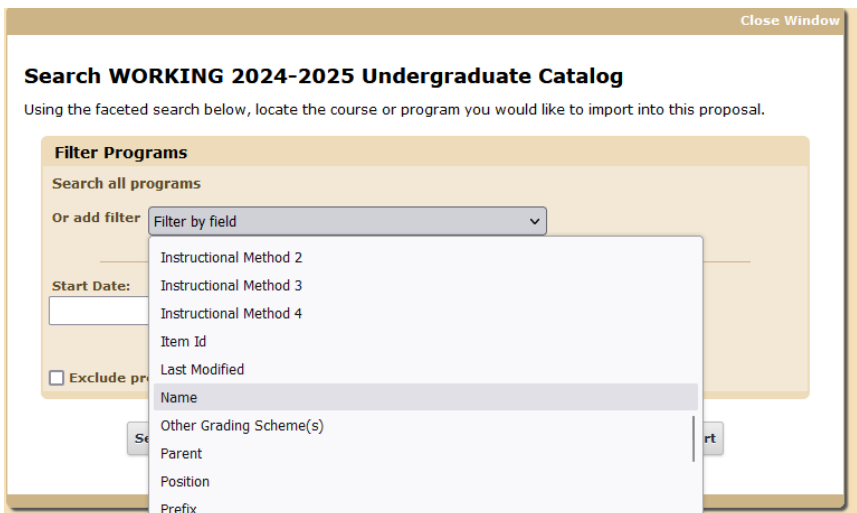 Close Window
Search WORKING 2024-2025 Undergraduate Catalog
Using the faceted search below, locate the course or program you would like to import into this proposal.
Filter Programs
Search all programs
Or add filter Filter by field
Instructional Method 2
Start Date: Instructional Method 3
Instructional Method 4
Item Id
Last Modified
Exclude
Name
Other Grading Scheme(s)
Parent
Position
Prefix